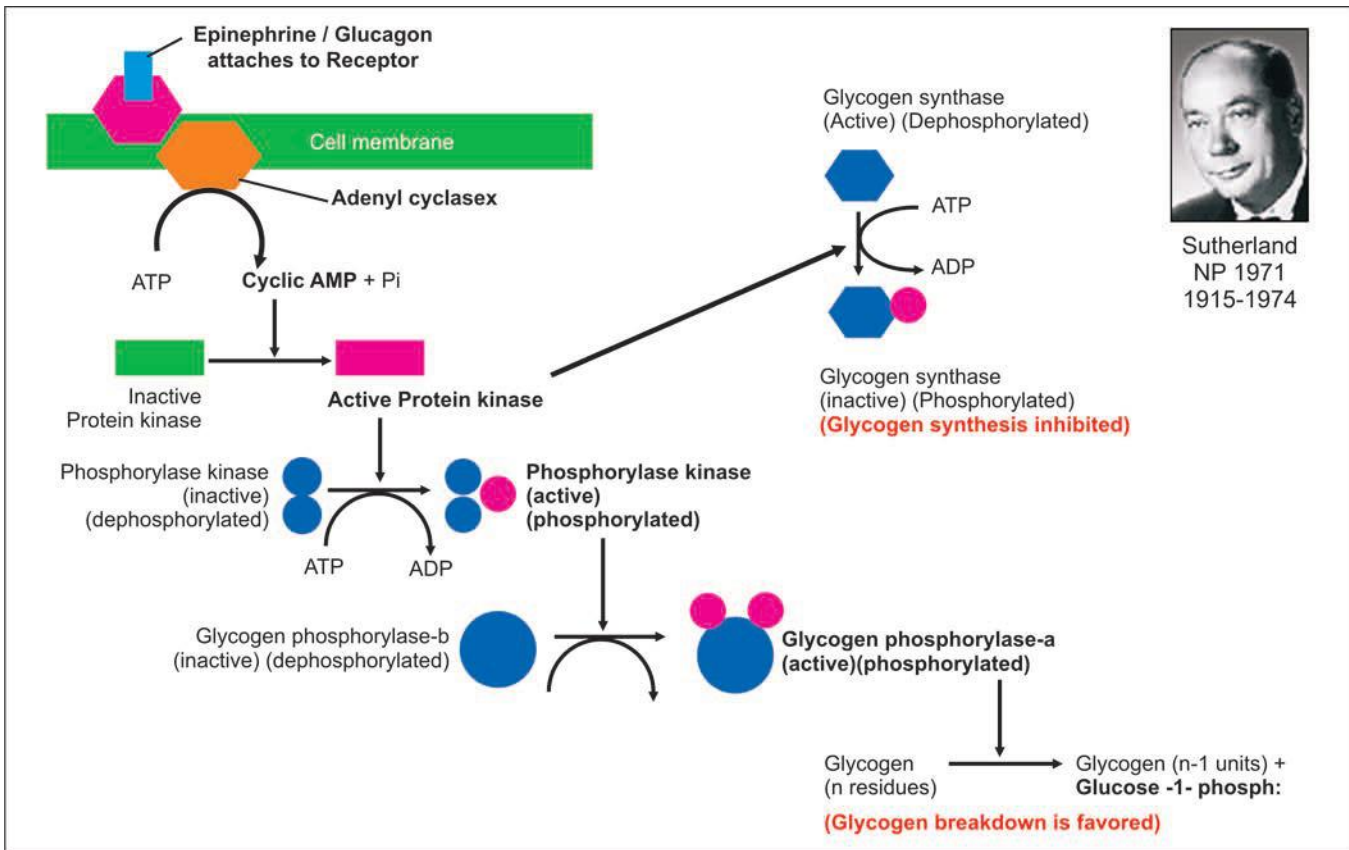 Epinephrine / Glucagon
attaches to Receptor
Cell membrane
Adenyl cyclasex
ATP
Cyclic AMP + Pi
Inactive
Protein kinase
Active Protein kinase
Glycogen synthase
(Active) (Dephosphorylated)
ATP
ADP
Glycogen synthase
(inactive) (Phosphorylated)
(Glycogen synthesis inhibited)
Sutherland
NP 1971
1915-1974
Phosphorylase kinase
(inactive)
(dephosphorylated)
ATP
ADP
Phosphorylase kinase
(active)
(phosphorylated)
Glycogen phosphorylase-b
(inactive) (dephosphorylated)
Glycogen phosphorylase-a
(active)(phosphorylated)
Glycogen
(n residues)
Glycogen (n-1 units) +
Glucose -1- phosph:
(Glycogen breakdown is favored)